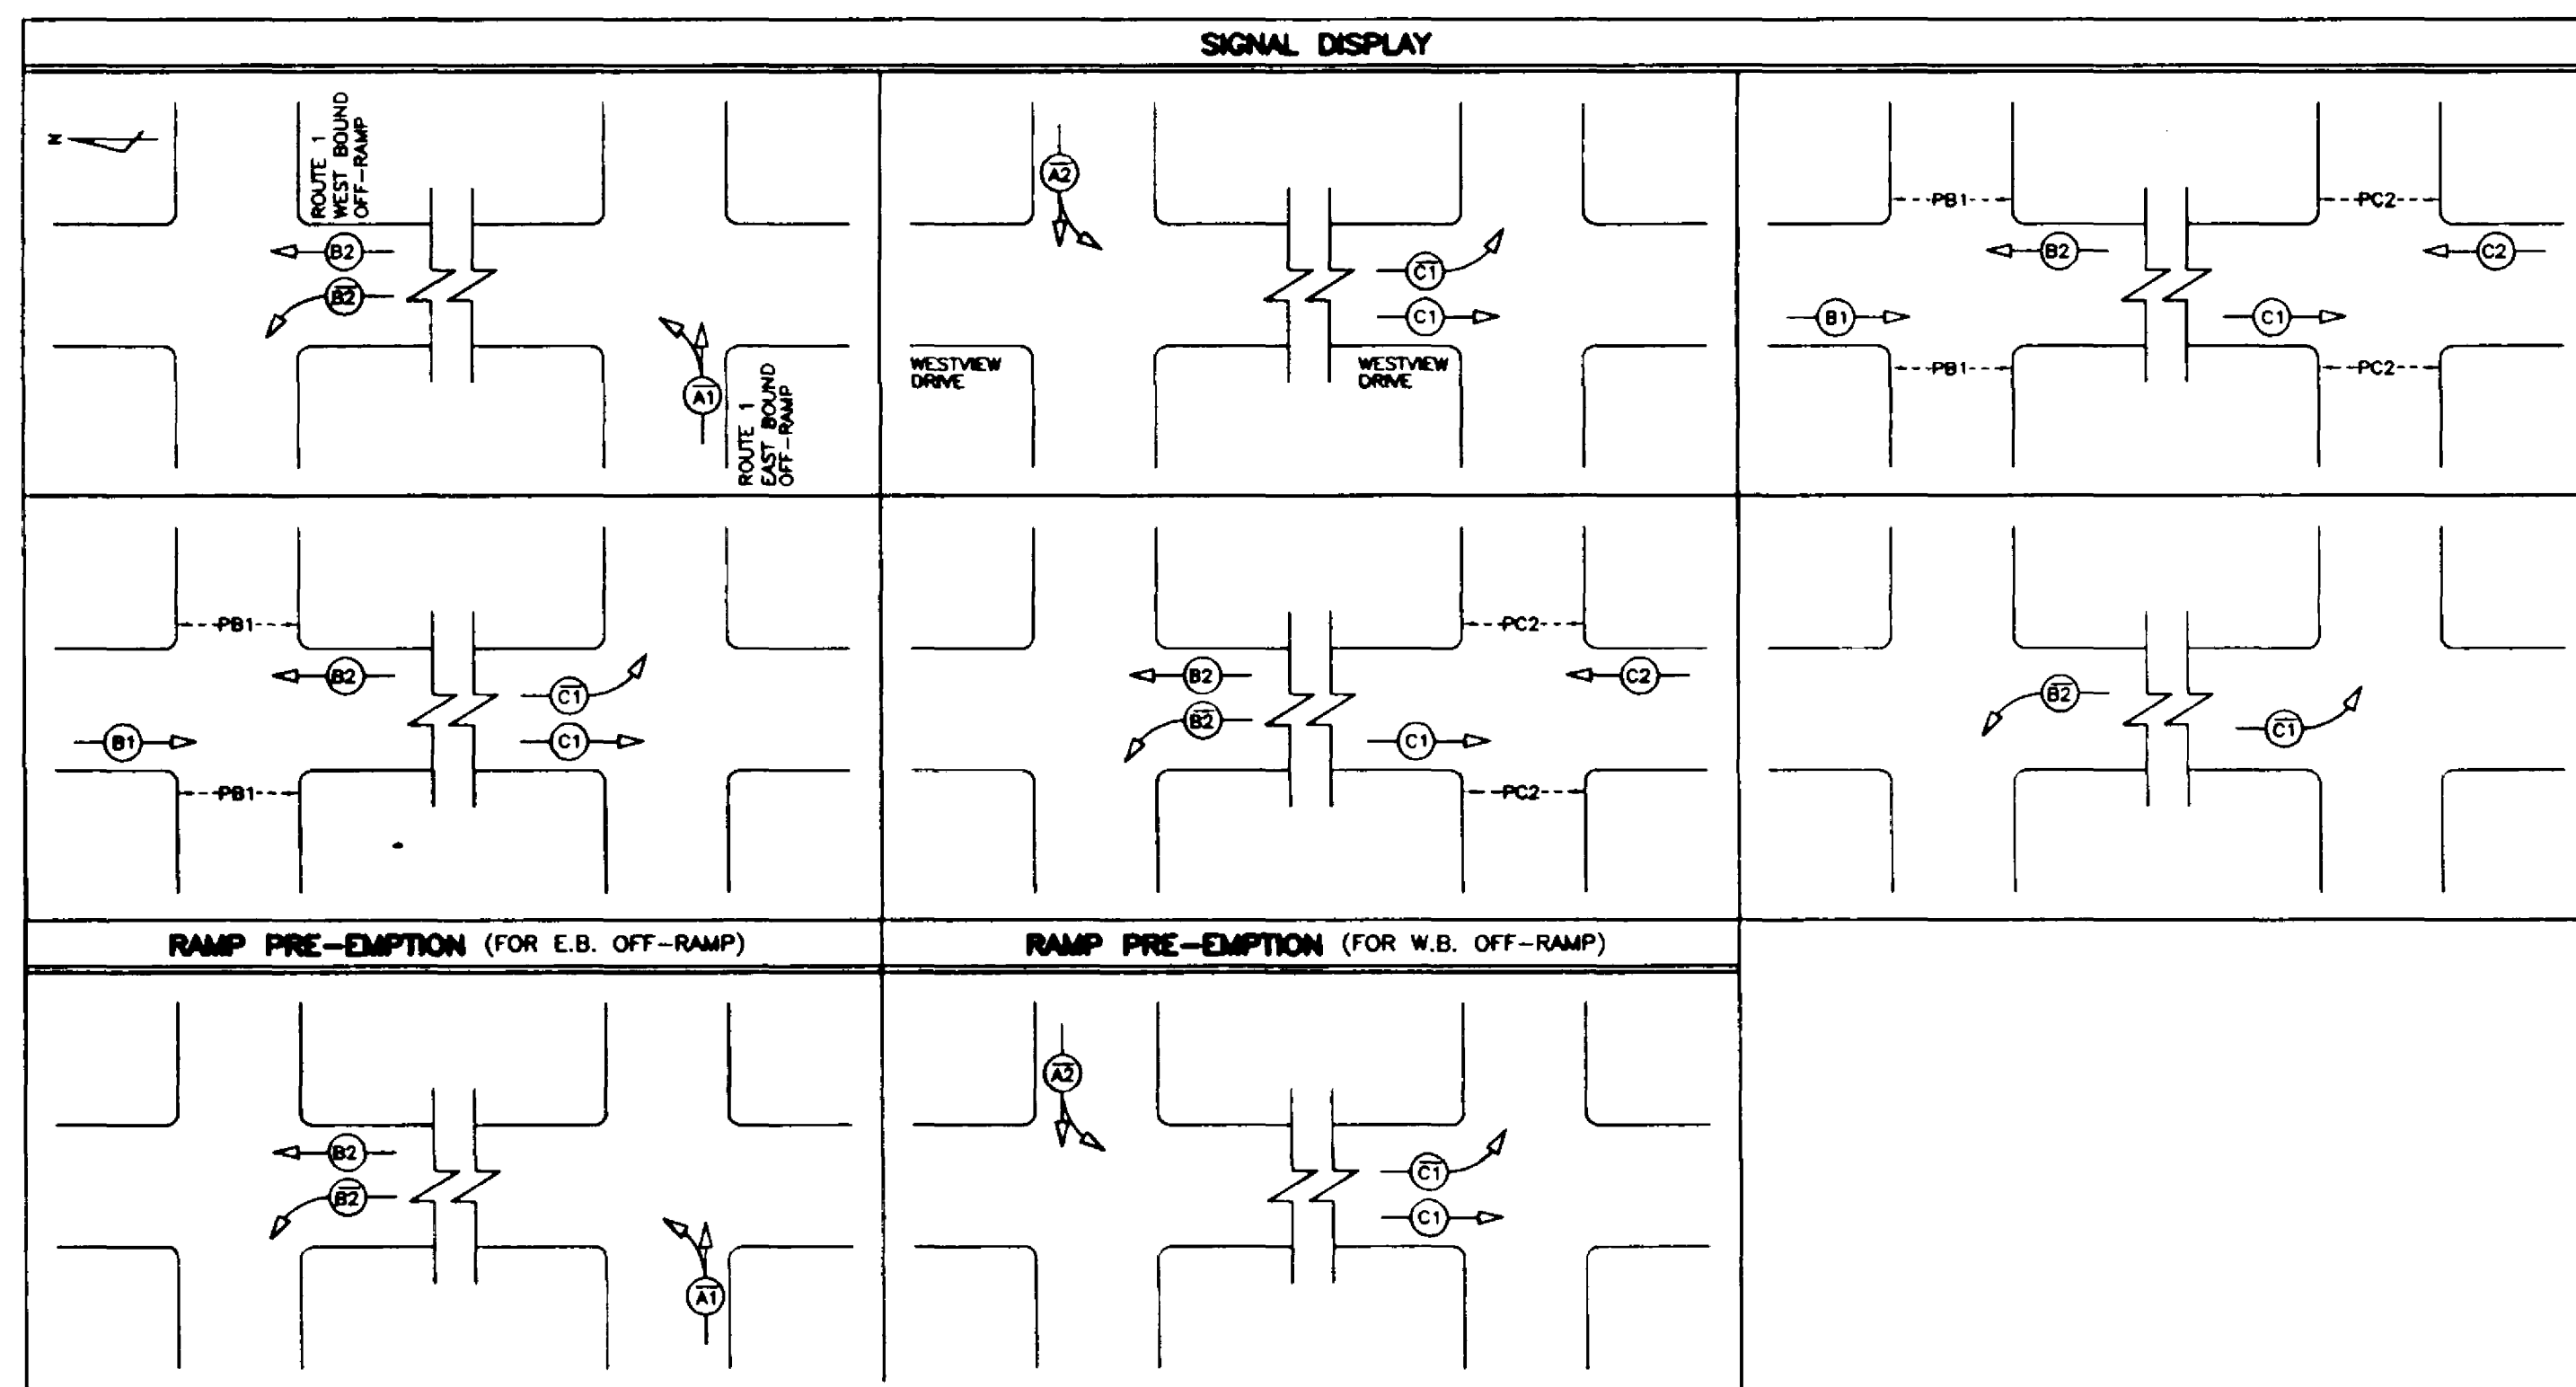 SIGNAL DISPLAY
N
ROUTE 1
WEST BOUND
OFF-RAMP
B2
B2
A1
ROUTE 1
EAST BOUND
OFF-RAMP
A2
C1
C1
WESTVIEW
DRIVE
WESTVIEW
DRIVE
PB1
PC2
B2
C2
B1
C1
PB1
PC2
PB1
B2
C1
B1
C1
PB1
PC2
B2
C2
B2
C1
PC2
B2
C1
RAMP PRE-EMPTION (FOR E.B. OFF-RAMP)
RAMP PRE-EMPTION (FOR W.B. OFF-RAMP)
B2
B2
A1
A2
C1
C1